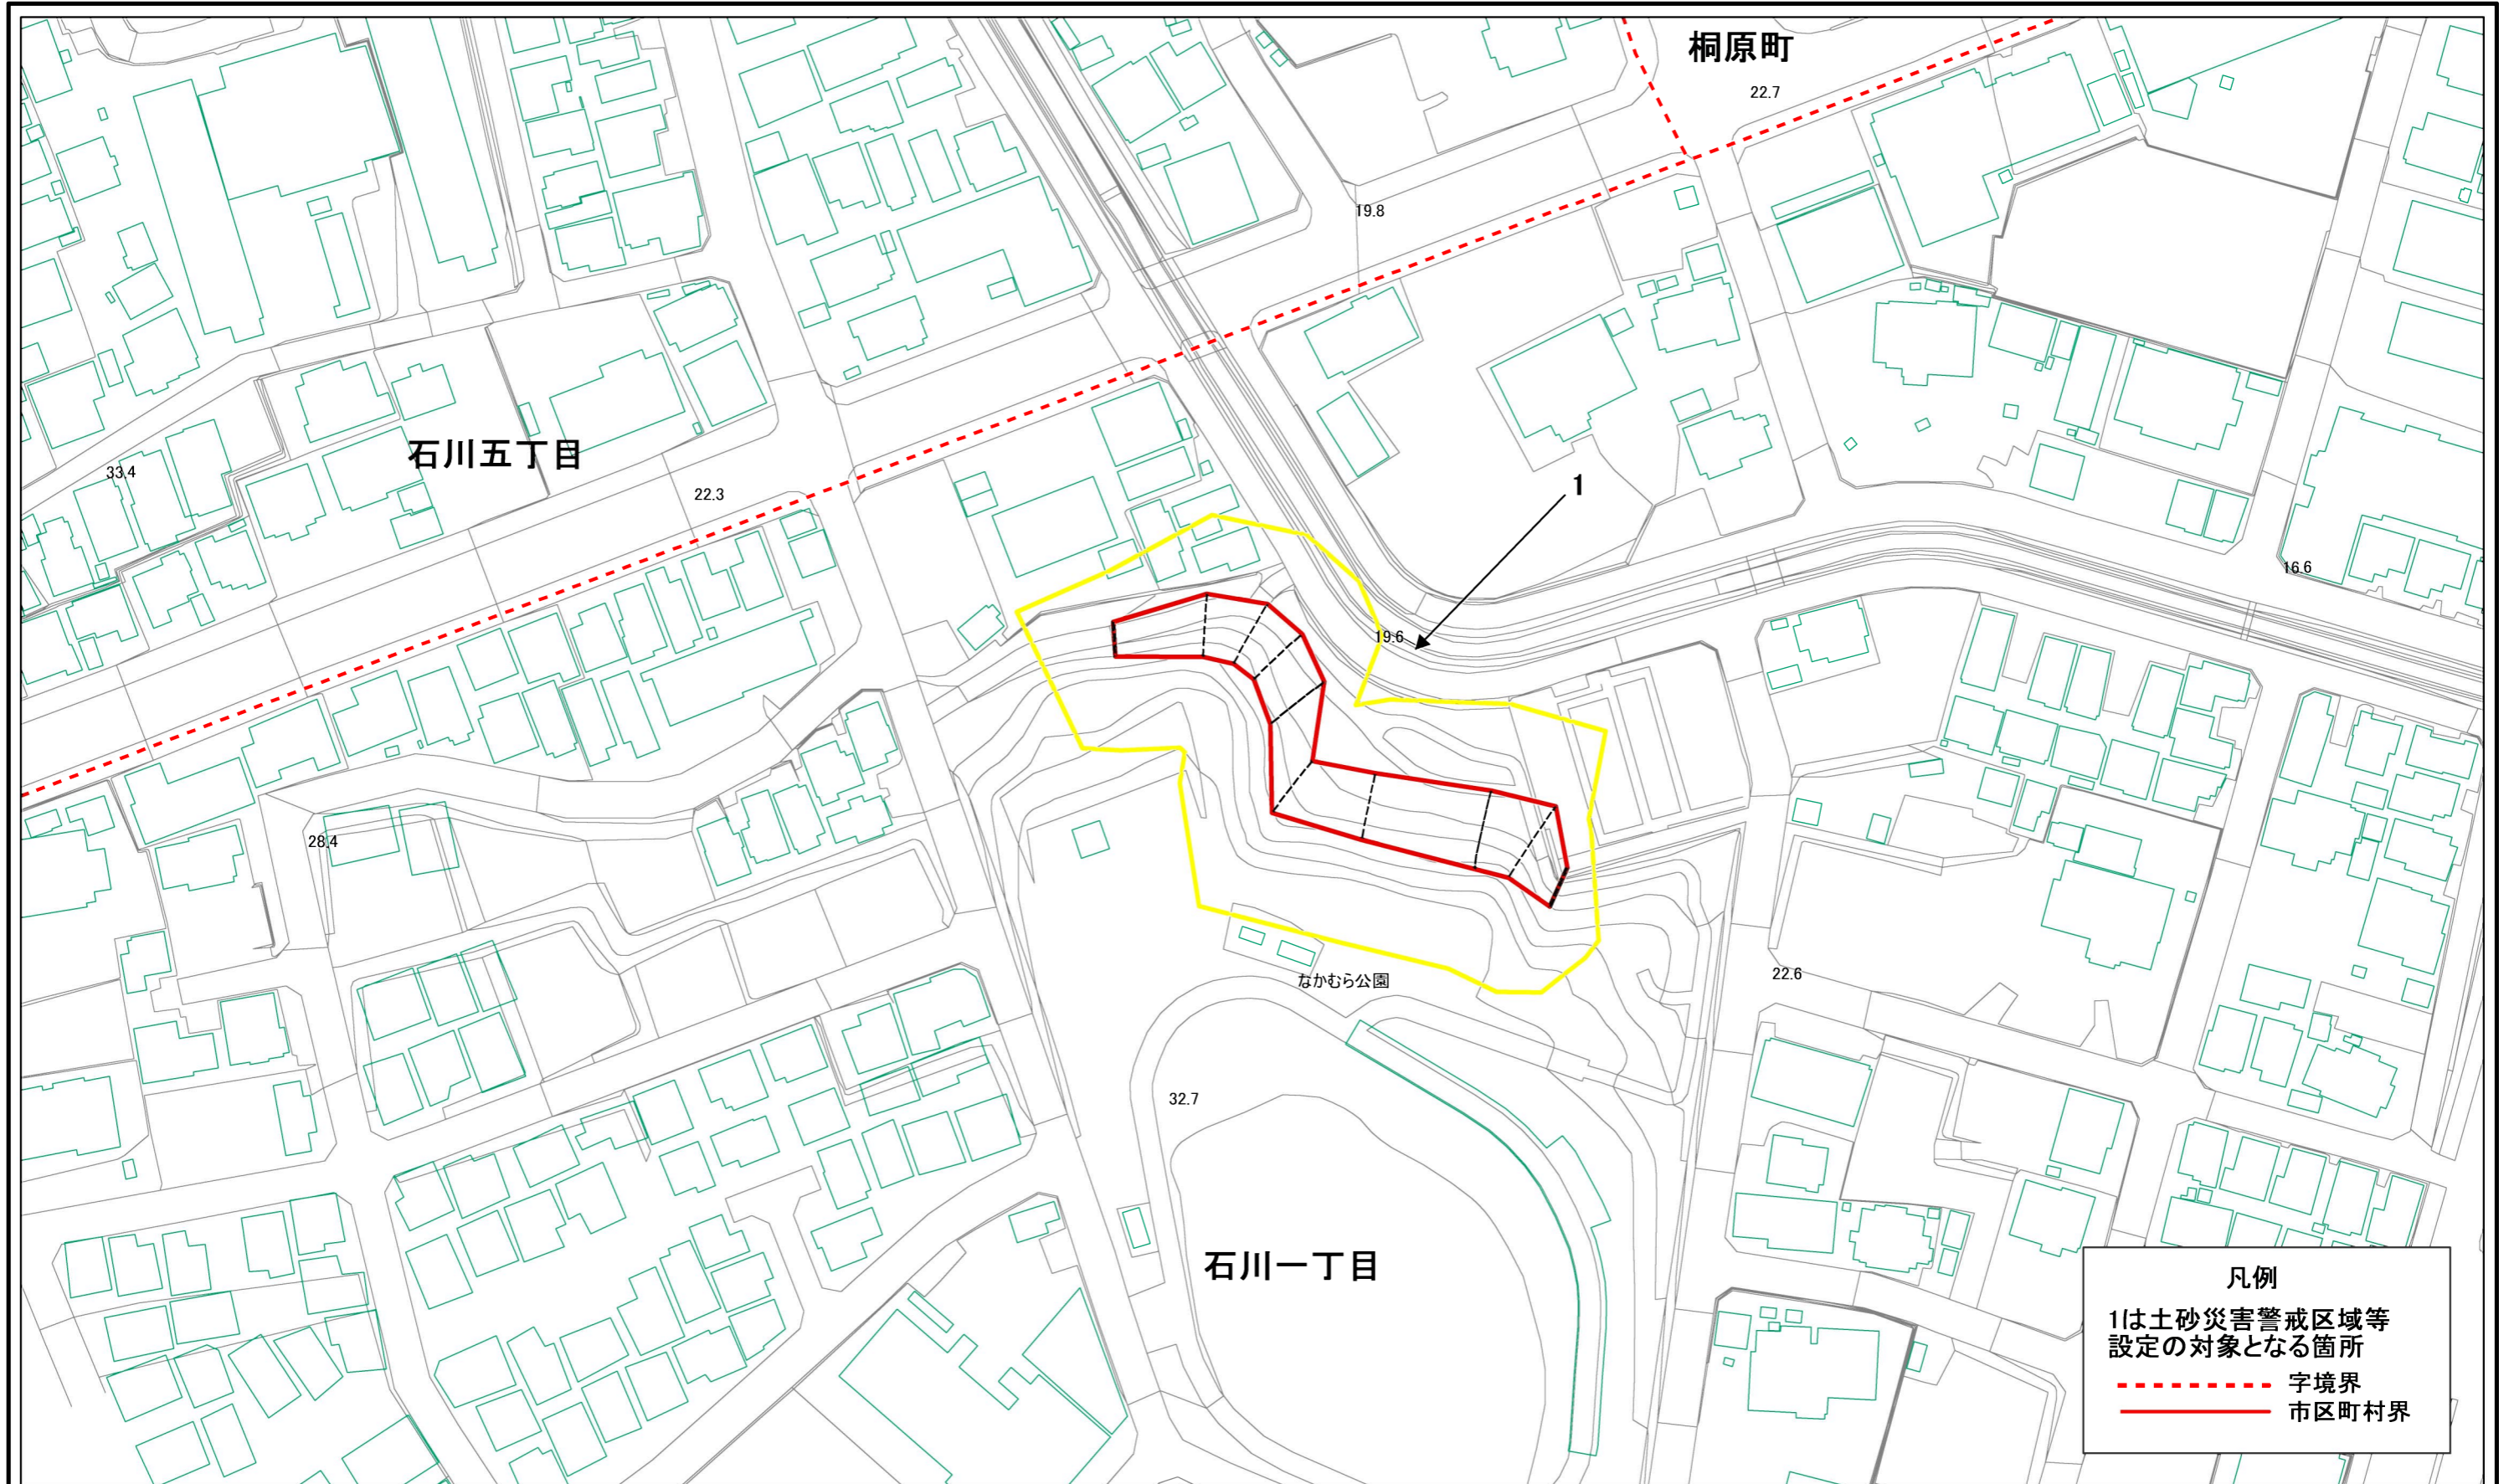 桐原町
22.7
19.8
石川五丁目
33.4
22.3
1
16.6
19.6
28.4
なかむら公園
22.6
32.7
石川一丁目
凡例
1は土砂災害警戒区域等
設定の対象となる箇所
字境界
市区町村界